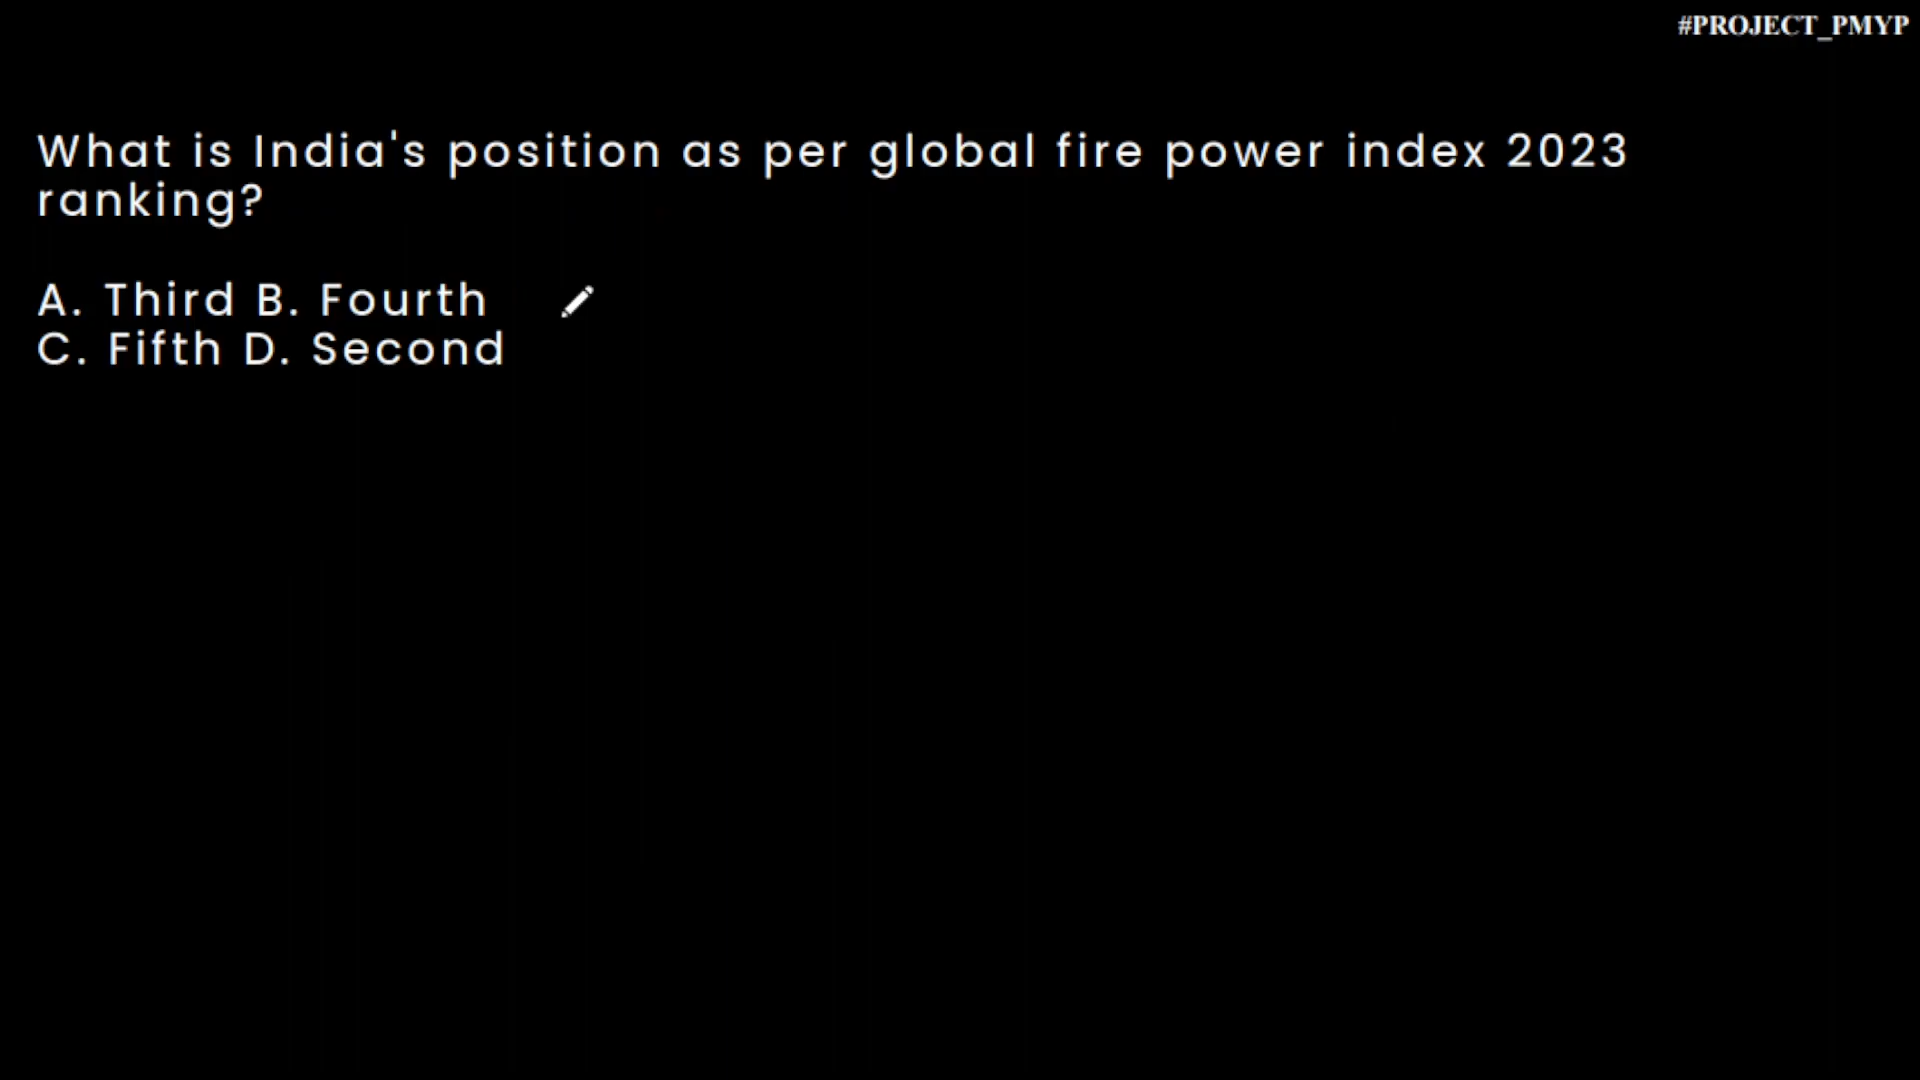 #PROJECT_PMYP
What is India's position as per global fire power index 2023
ranking?
A. Third B. Fourth
C. Fifth D. Second